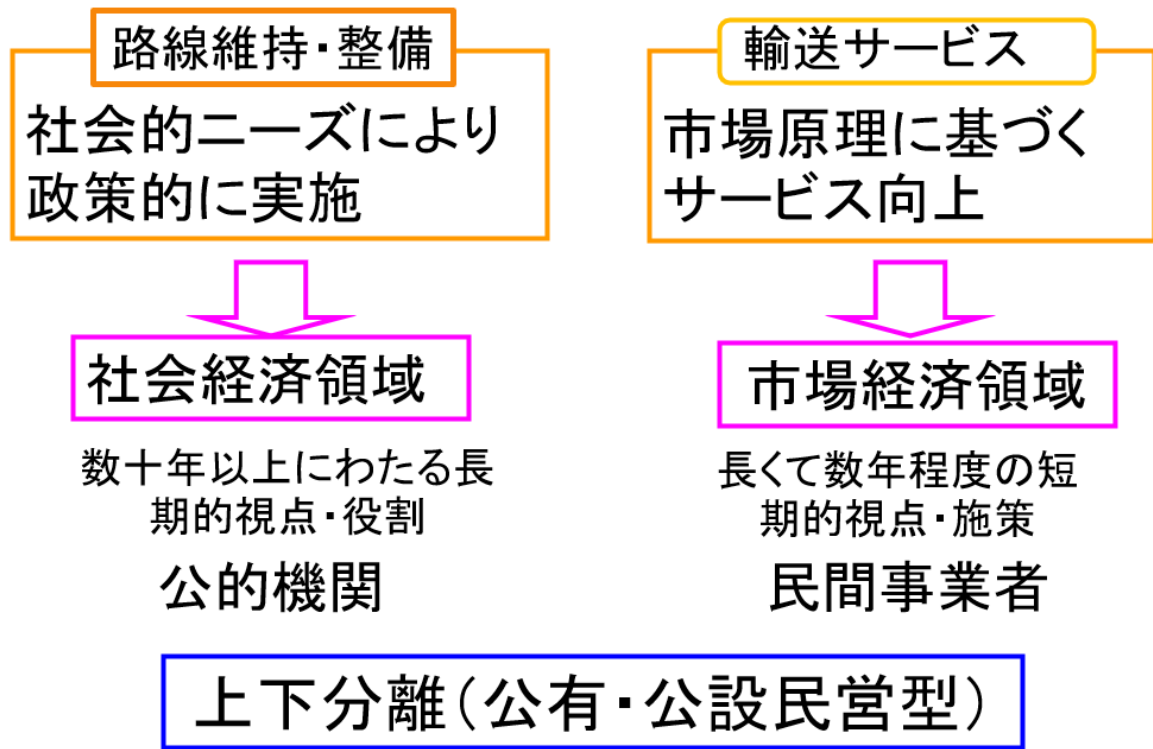 路線維持・整備
社会的ニーズにより
政策的に実施
社会経済領域
数十年以上にわたる長
期的視点・役割
公的機関
輸送サービス
市場原理に基づく
サービス向上
市場経済領域
長くて数年程度の短
期的視点・施策
民間事業者
上下分離(公有・公設民営型)